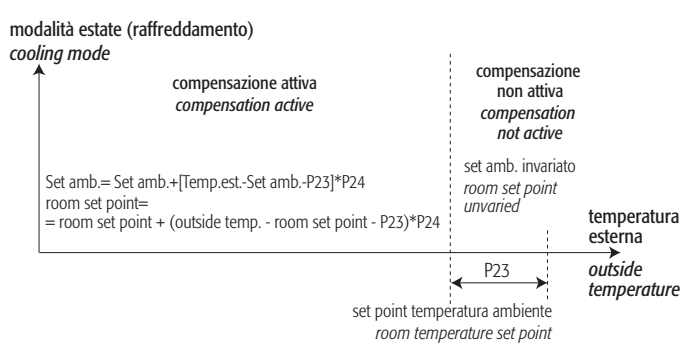 modalità estate (raffreddamento)
cooling mode
compensazione attiva
compensation active
compensazione
non attiva
compensation
not active
set amb. invariato
room set point
unvaried
Set amb.= Set amb.+[Temp.est.-Set amb.-P23]*P24
room set point=
= room set point + (outside temp. - room set point - P23)*P24
temperatura
esterna
outside
temperature
P23
set point temperatura ambiente
room temperature set point